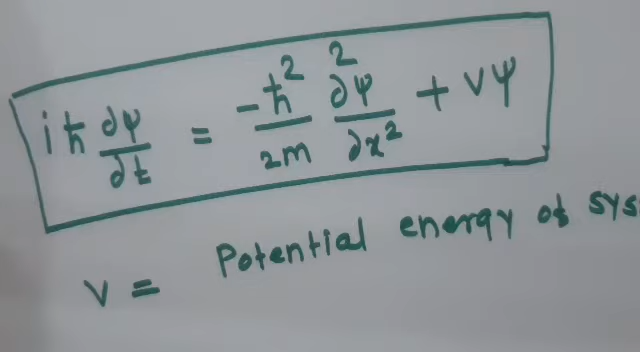 iħ ∂ψ/∂t = -ħ²/2m ∂²ψ/∂x² + Vψ
V = Potential energy of sys